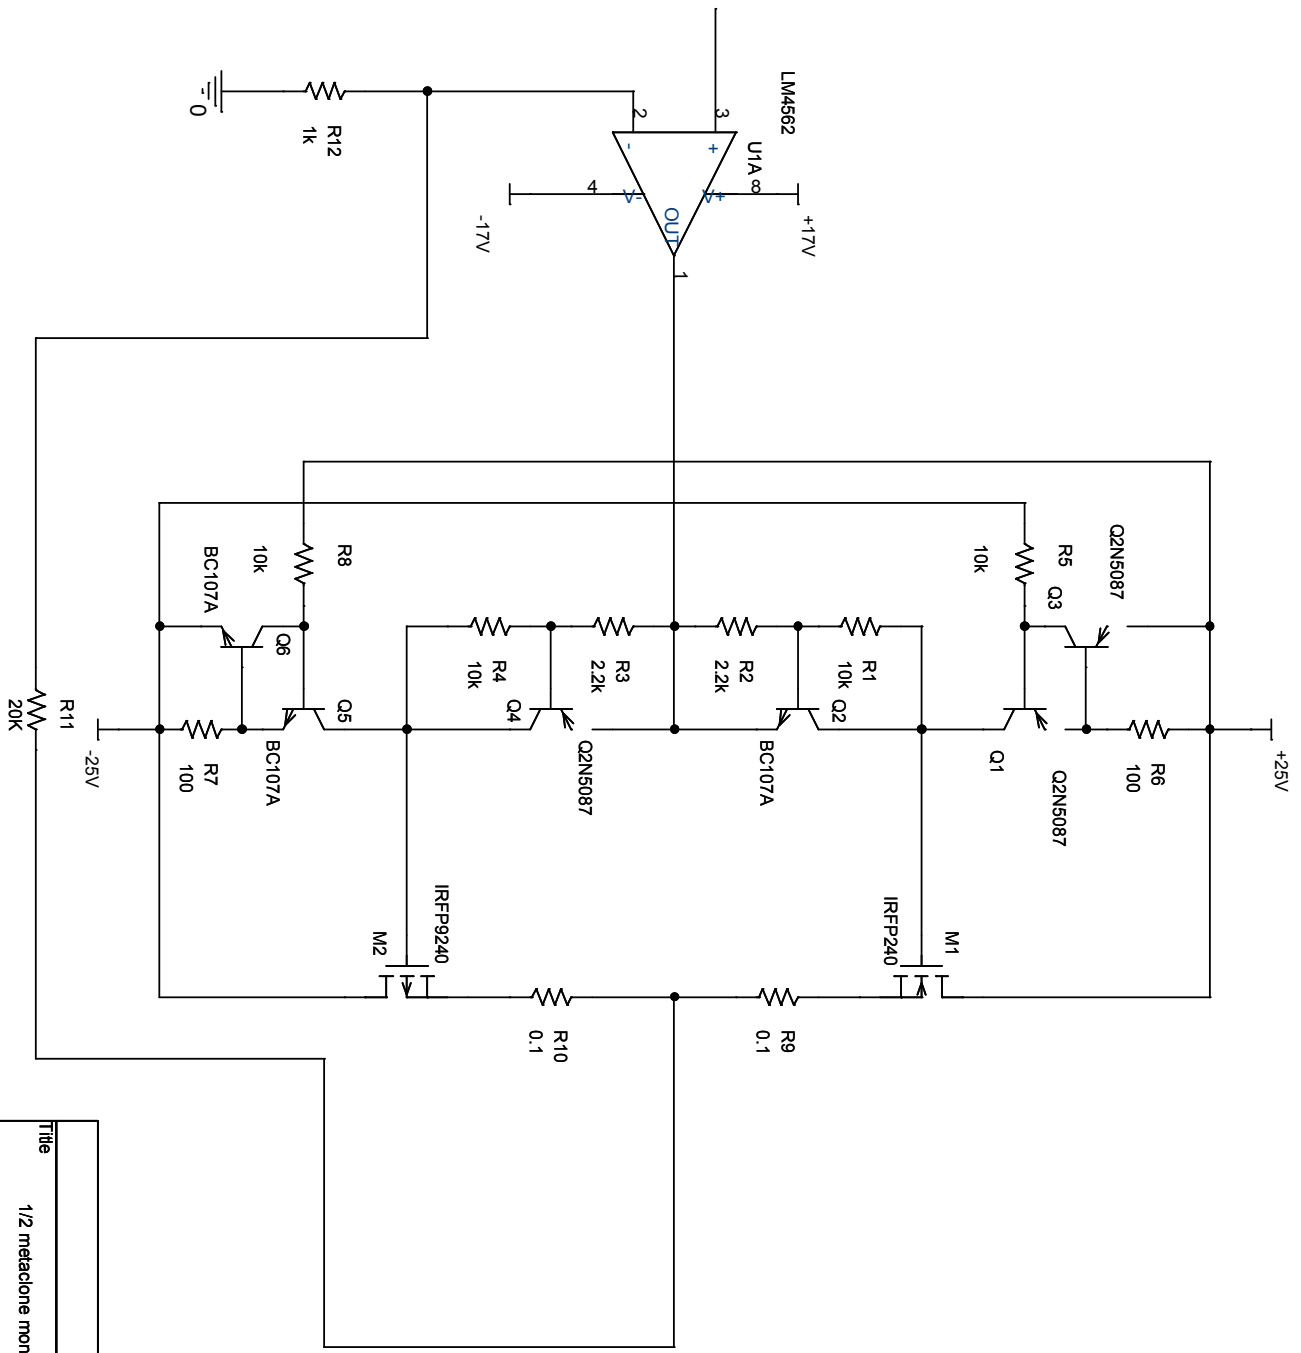 LM4562
3
2
+
-
U1A
8
V+
+17V
4
V-
-17V
OUT
1
R12
1k
0
+25V
R6
100
Q2N5087
Q3
R5
10k
Q1
Q2N5087
R1
10k
Q2
R2
2.2k
BC107A
R3
2.2k
Q4
Q2N5087
R4
10k
R8
10k
BC107A
Q6
Q5
BC107A
R7
100
-25V
R11
20K
M1
IRFP240
R9
0.1
R10
0.1
IRFP9240
M2
Title
1/2 metaclone mon